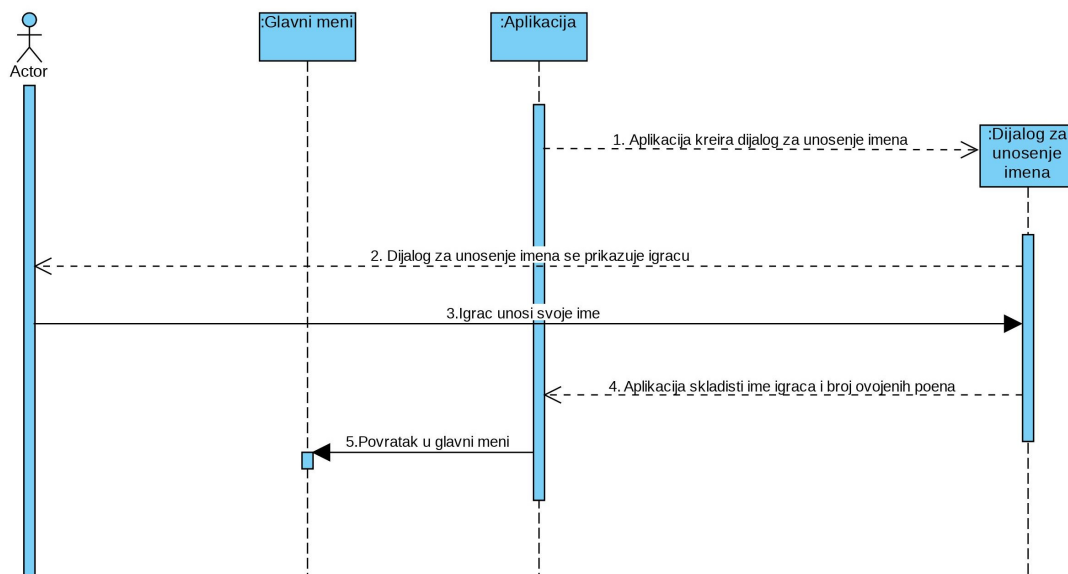 Actor
:Glavni meni
:Aplikacija
1. Aplikacija kreira dijalog za unosenje imena
:Dijalog za
unosenje
imena
2. Dijalog za unosenje imena se prikazuje igracu
3.Igrac unosi svoje ime
4. Aplikacija skladisti ime igraca i broj ovojenih poena
5.Povratak u glavni meni